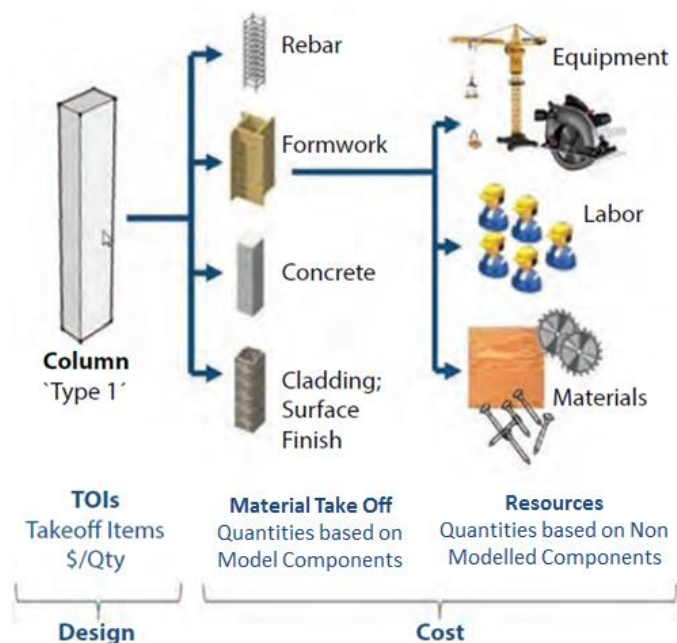 Rebar
Equipment
Formwork
Labor
Concrete
Column
`Type 1´
Cladding;
Surface
Finish
Materials
TOIs
Takeoff Items
$/Qty
Material Take Off
Quantities based on
Model Components
Resources
Quantities based on Non
Modelled Components
Design
Cost